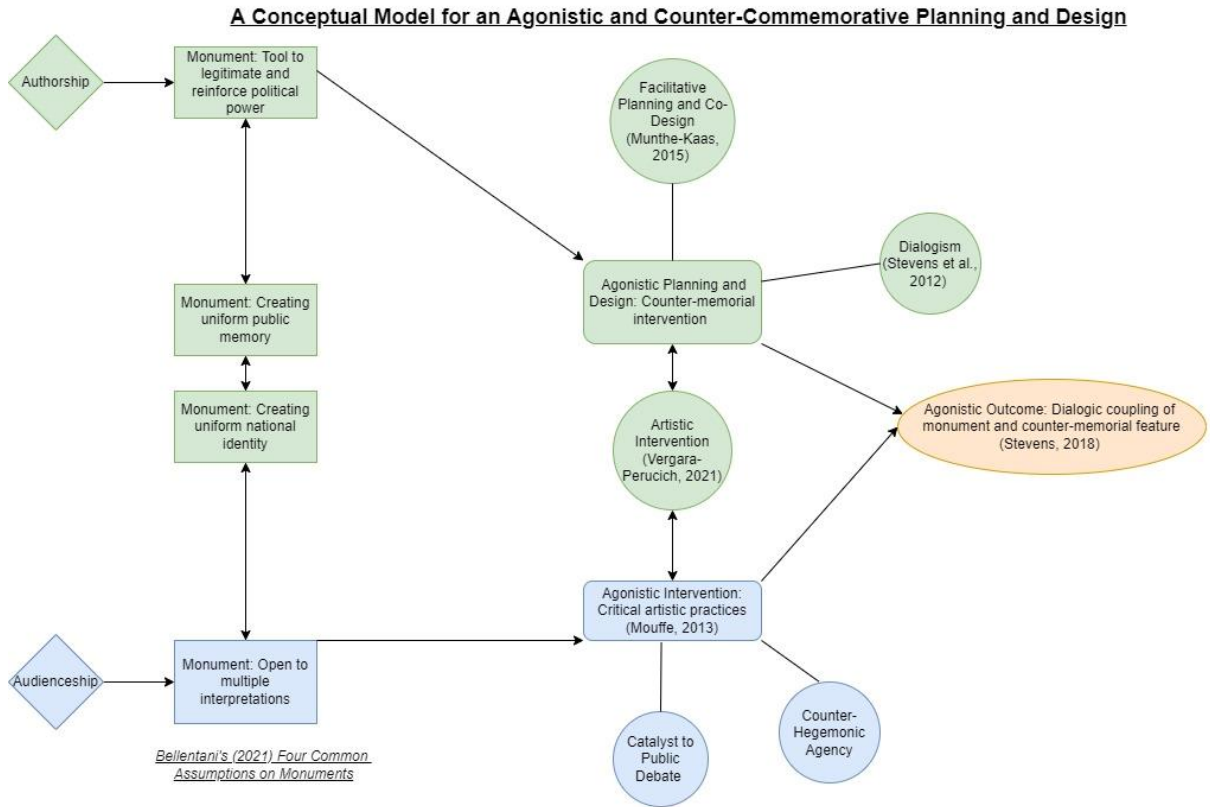 A Conceptual Model for an Agonistic and Counter-Commemorative Planning and Design
Authorship
Monument: Tool to
legitimate and
reinforce political
power
Facilitative
Planning and Co-
Design
(Munthe-Kaas,
2015)
Dialogism
(Stevens et al.,
2012)
Monument: Creating
uniform public
memory
Agonistic Planning and
Design: Counter-memorial
intervention
Monument: Creating
uniform national
identity
Artistic
Intervention
(Vergara-
Perucich, 2021)
Agonistic Outcome: Dialogic coupling of
monument and counter-memorial feature
(Stevens, 2018)
Agonistic Intervention:
Critical artistic practices
(Mouffe, 2013)
Audienceship
Monument: Open to
multiple
interpretations
Catalyst to
Public
Debate
Counter-
Hegemonic
Agency
Bellentani's (2021) Four Common
Assumptions on Monuments